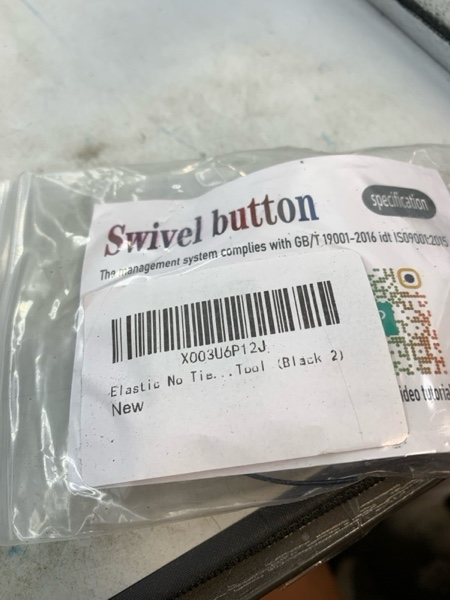 specification
Swivel button
The management system complies with GB/T 19001-2016 idt ISO9001:2015
X003U6P12J
Elastic No Tie...Tool (Black 2)
New
video tutorial